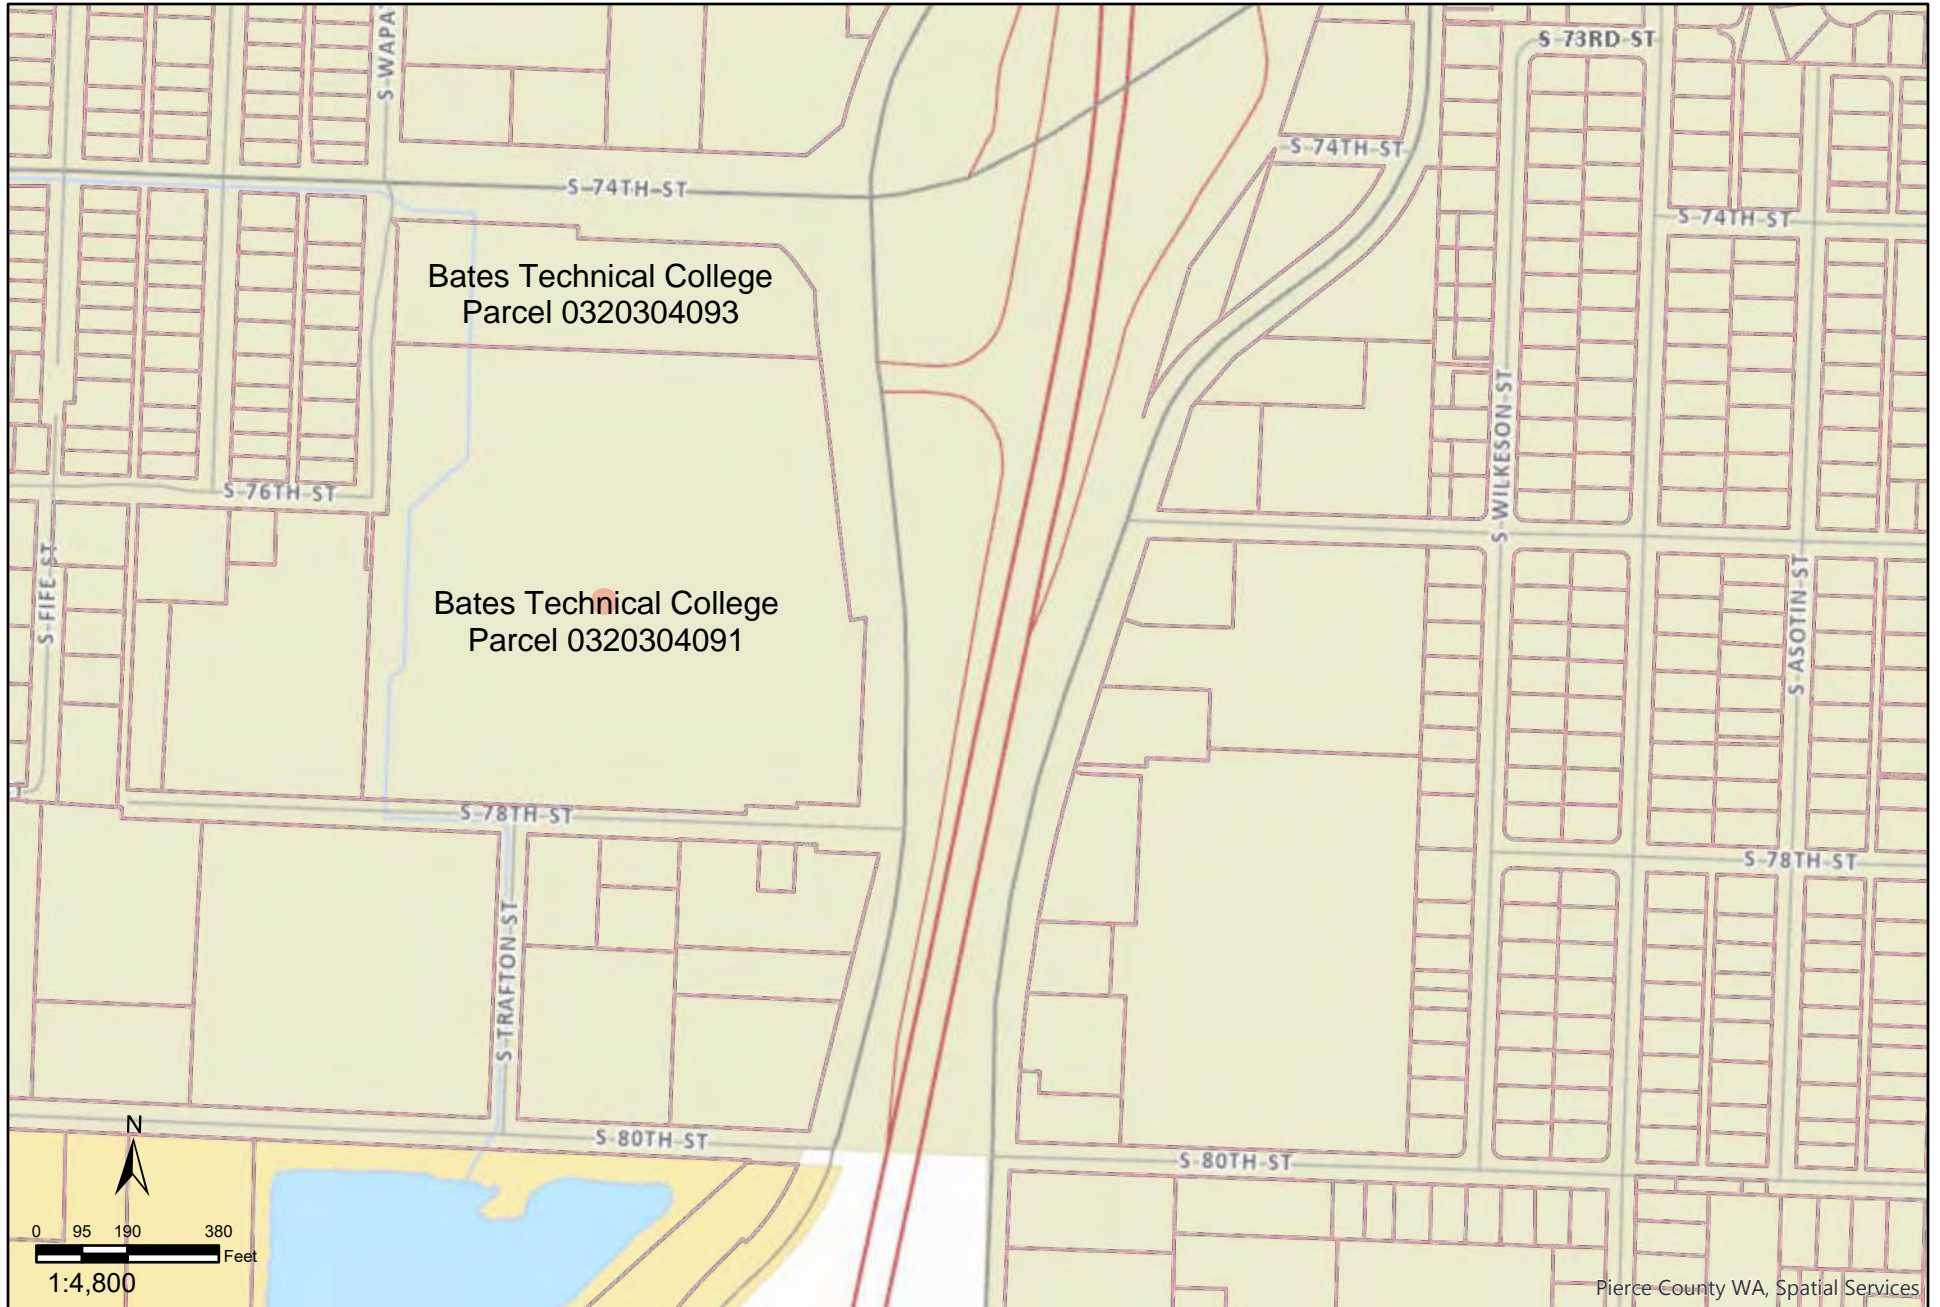 S WAPA
S 73RD ST
S 74TH ST
S 74TH ST
S 74TH ST
Bates Technical College
Parcel 0320304093
S WILKESON ST
S 76TH ST
S FIFE ST
Bates Technical College
Parcel 0320304091
S ASOTIN ST
S 78TH ST
S 78TH ST
S TRAFTON ST
N
S 80TH ST
S 80TH ST
0 95 190 380
Feet
1:4,800
Pierce County WA, Spatial Services